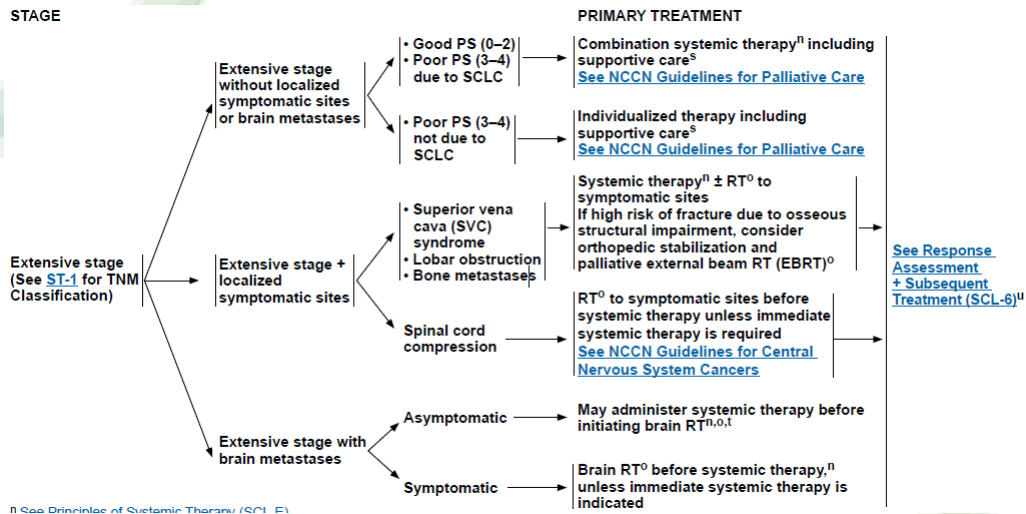 STAGE
PRIMARY TREATMENT
Extensive stage
(See ST-1 for TNM
Classification)
Extensive stage
without localized
symptomatic sites
or brain metastases
• Good PS (0–2)
• Poor PS (3–4)
due to SCLC
Combination systemic therapyⁿ including
supportive careˢ
See NCCN Guidelines for Palliative Care
• Poor PS (3–4)
not due to
SCLC
Individualized therapy including
supportive careˢ
See NCCN Guidelines for Palliative Care
Extensive stage +
localized
symptomatic sites
• Superior vena
cava (SVC)
syndrome
• Lobar obstruction
• Bone metastases
Systemic therapyⁿ ± RTᵒ to
symptomatic sites
If high risk of fracture due to osseous
structural impairment, consider
orthopedic stabilization and
palliative external beam RT (EBRT)ᵒ
Spinal cord
compression
RTᵒ to symptomatic sites before
systemic therapy unless immediate
systemic therapy is required
See NCCN Guidelines for Central
Nervous System Cancers
Extensive stage with
brain metastases
Asymptomatic
May administer systemic therapy before
initiating brain RTⁿ,ᵒ,ᵗ
Symptomatic
Brain RTᵒ before systemic therapy,ⁿ
unless immediate systemic therapy is
indicated
See Response
Assessment
+ Subsequent
Treatment (SCL-6)ᵘ
ⁿ See Principles of Systemic Therapy (SCL-E)